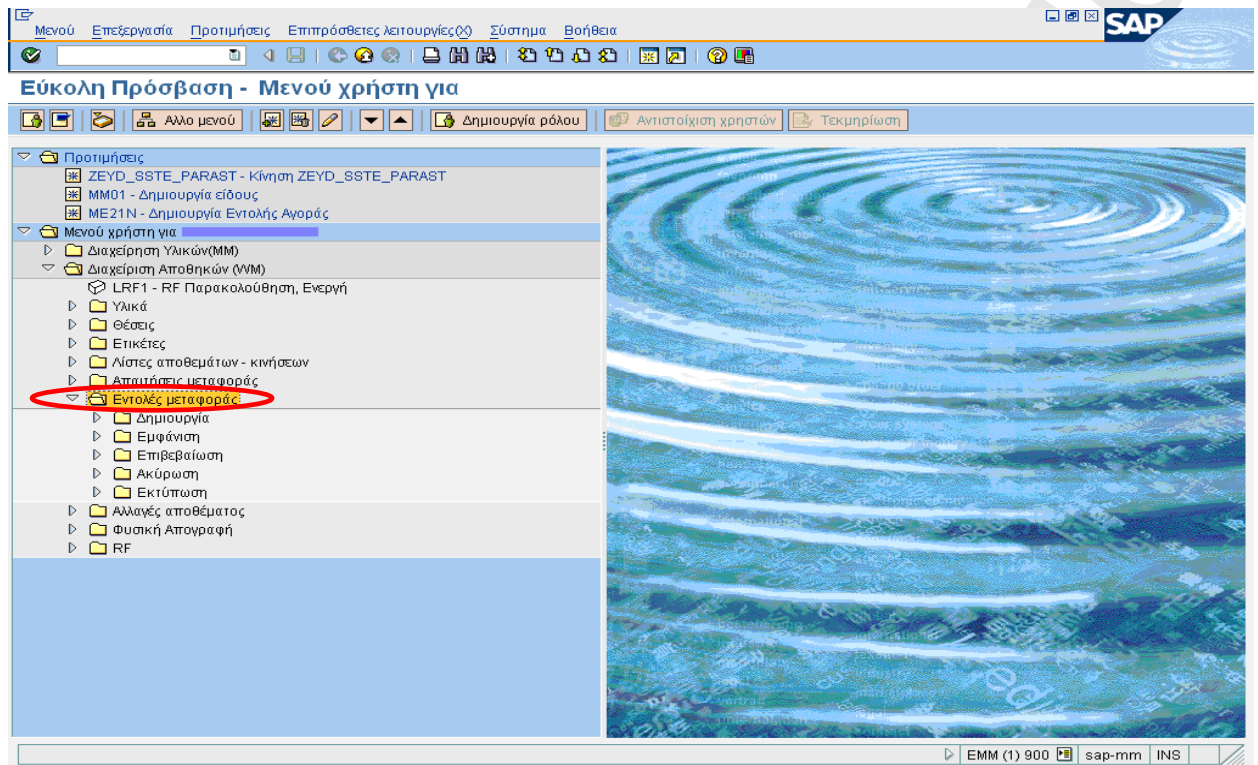 Μενού Επεξεργασία Προτιμήσεις Επιπρόσθετες λειτουργίες(X) Σύστημα Βοήθεια
SAP
Εύκολη Πρόσβαση - Μενού χρήστη για
Άλλο μενού Δημιουργία ρόλου Αντιστοίχιση χρηστών Τεκμηρίωση
Προτιμήσεις
ZEYD_SSTE_PARAST - Κίνηση ZEYD_SSTE_PARAST
MM01 - Δημιουργία είδους
ME21N - Δημιουργία Εντολής Αγοράς
Μενού χρήστη για
Διαχείρηση Υλικών(MM)
Διαχείριση Αποθηκών (WM)
LRF1 - RF Παρακολούθηση, Ενεργή
Υλικά
Θέσεις
Ετικέτες
Λίστες αποθεμάτων - κινήσεων
Απαιτήσεις μεταφοράς
Εντολές μεταφοράς
Δημιουργία
Εμφάνιση
Επιβεβαίωση
Ακύρωση
Εκτύπωση
Αλλαγές αποθέματος
Φυσική Απογραφή
RF
EMM (1) 900 sap-mm INS